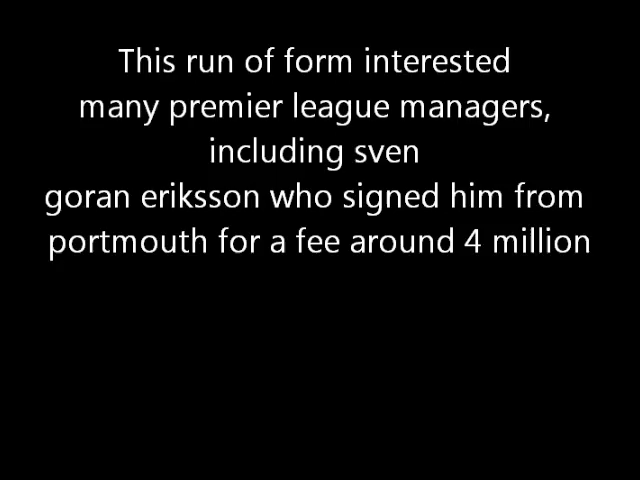 This run of form interested
many premier league managers,
including sven
goran eriksson who signed him from
portmouth for a fee around 4 million